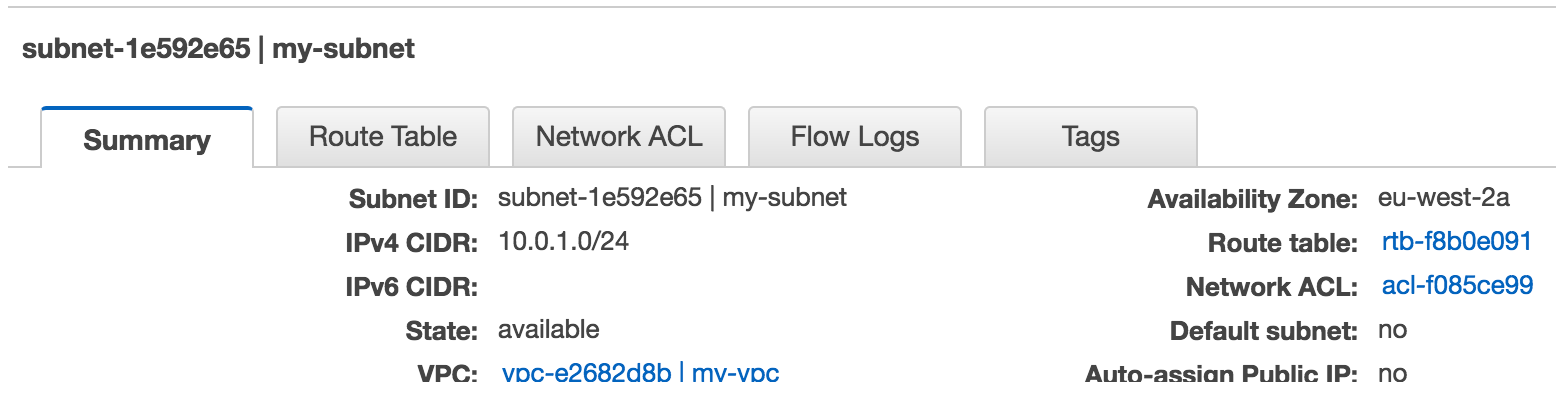 subnet-1e592e65 | my-subnet
Summary
Route Table
Network ACL
Flow Logs
Tags
Subnet ID: subnet-1e592e65 | my-subnet
IPv4 CIDR: 10.0.1.0/24
IPv6 CIDR:
State: available
VPC: vpc-e2682d8b | my-vpc
Availability Zone: eu-west-2a
Route table: rtb-f8b0e091
Network ACL: acl-f085ce99
Default subnet: no
Auto-assign Public IP: no